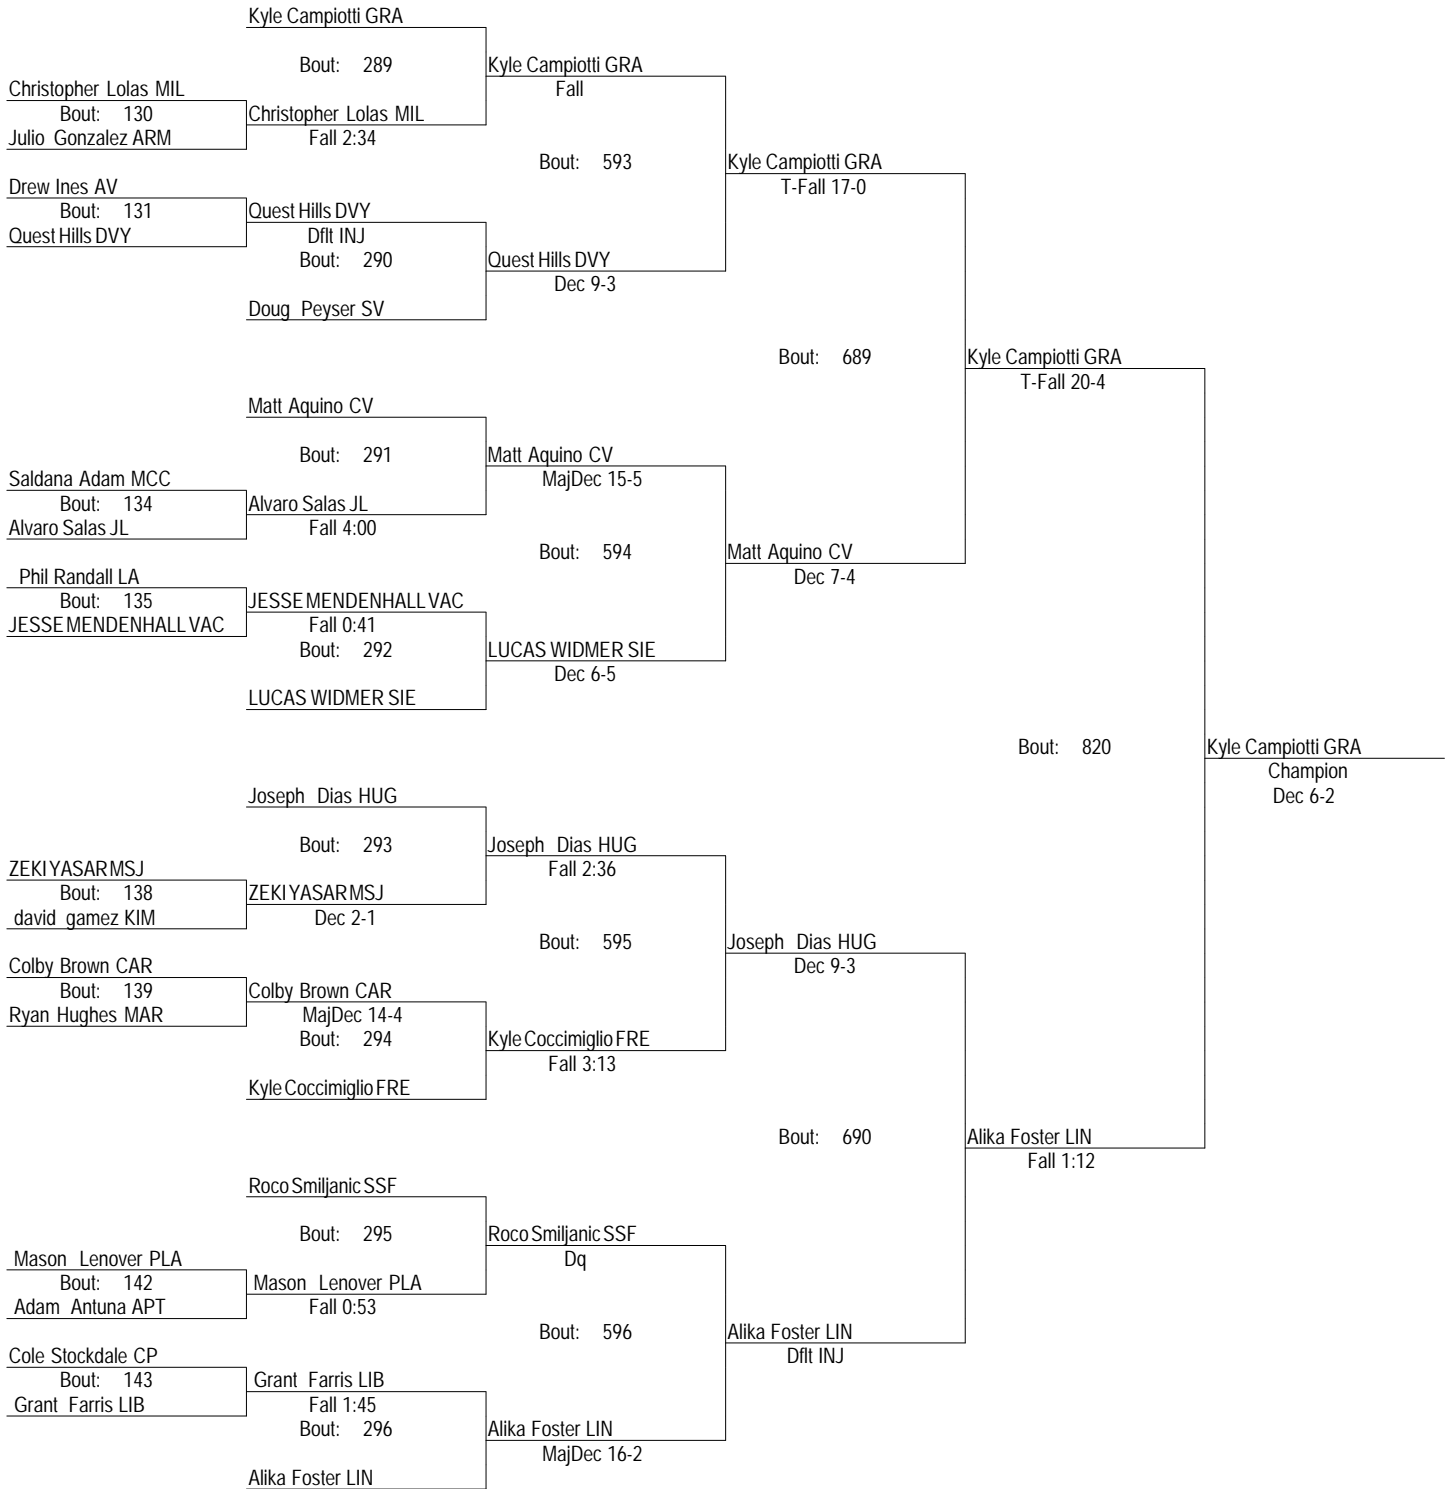 Kyle Campiotti GRA
Bout: 289
Kyle Campiotti GRA
Fall
Christopher Lolas MIL
Bout: 130
Christopher Lolas MIL
Julio Gonzalez ARM
Fall 2:34
Bout: 593
Kyle Campiotti GRA
T-Fall 17-0
Drew Ines AV
Bout: 131
Quest Hills DVY
Quest Hills DVY
Dflt INJ
Bout: 290
Quest Hills DVY
Dec 9-3
Doug Peyser SV
Bout: 689
Kyle Campiotti GRA
T-Fall 20-4
Matt Aquino CV
Bout: 291
Matt Aquino CV
MajDec 15-5
Saldana Adam MCC
Bout: 134
Alvaro Salas JL
Alvaro Salas JL
Fall 4:00
Bout: 594
Matt Aquino CV
Dec 7-4
Phil Randall LA
Bout: 135
JESSE MENDENHALL VAC
JESSE MENDENHALL VAC
Fall 0:41
Bout: 292
LUCAS WIDMER SIE
Dec 6-5
LUCAS WIDMER SIE
Bout: 820
Kyle Campiotti GRA
Champion
Dec 6-2
Joseph Dias HUG
Bout: 293
Joseph Dias HUG
Fall 2:36
ZEKI YASAR MSJ
Bout: 138
ZEKI YASAR MSJ
david gamez KIM
Dec 2-1
Bout: 595
Joseph Dias HUG
Dec 9-3
Colby Brown CAR
Bout: 139
Colby Brown CAR
Ryan Hughes MAR
MajDec 14-4
Bout: 294
Kyle Coccimiglio FRE
Fall 3:13
Kyle Coccimiglio FRE
Bout: 690
Alika Foster LIN
Fall 1:12
Roco Smiljanic SSF
Bout: 295
Roco Smiljanic SSF
Dq
Mason Lenover PLA
Bout: 142
Mason Lenover PLA
Adam Antuna APT
Fall 0:53
Bout: 596
Alika Foster LIN
Dflt INJ
Cole Stockdale CP
Bout: 143
Grant Farris LIB
Grant Farris LIB
Fall 1:45
Bout: 296
Alika Foster LIN
MajDec 16-2
Alika Foster LIN